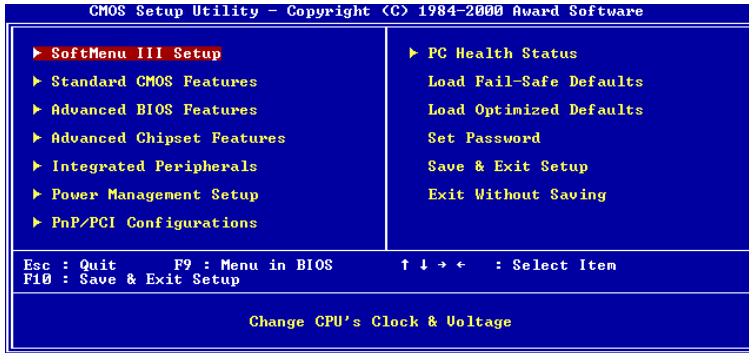 CMOS Setup Utility - Copyright (C) 1984-2000 Award Software
► SoftMenu III Setup
► Standard CMOS Features
► Advanced BIOS Features
► Advanced Chipset Features
► Integrated Peripherals
► Power Management Setup
► PnP/PCI Configurations
► PC Health Status
Load Fail-Safe Defaults
Load Optimized Defaults
Set Password
Save & Exit Setup
Exit Without Saving
Esc : Quit F9 : Menu in BIOS ↑ ↓ → ← : Select Item
F10 : Save & Exit Setup
Change CPU's Clock & Voltage